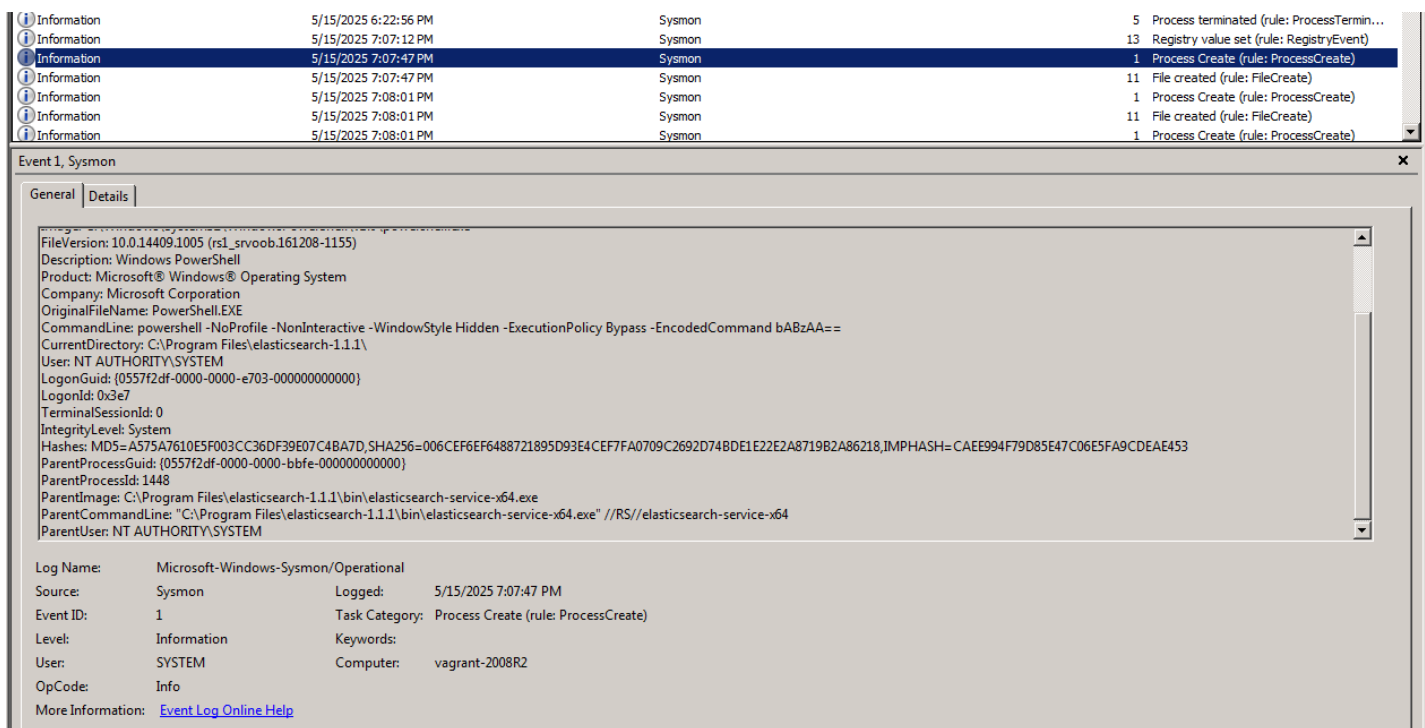 Information 5/15/2025 6:22:56 PM Sysmon 5 Process terminated (rule: ProcessTermin...
Information 5/15/2025 7:07:12 PM Sysmon 13 Registry value set (rule: RegistryEvent)
Information 5/15/2025 7:07:47 PM Sysmon 1 Process Create (rule: ProcessCreate)
Information 5/15/2025 7:07:47 PM Sysmon 11 File created (rule: FileCreate)
Information 5/15/2025 7:08:01 PM Sysmon 1 Process Create (rule: ProcessCreate)
Information 5/15/2025 7:08:01 PM Sysmon 11 File created (rule: FileCreate)
Information 5/15/2025 7:08:01 PM Sysmon 1 Process Create (rule: ProcessCreate)
Event 1, Sysmon
General Details
FileVersion: 10.0.14409.1005 (rs1_srvoob.161208-1155)
Description: Windows PowerShell
Product: Microsoft® Windows® Operating System
Company: Microsoft Corporation
OriginalFileName: PowerShell.EXE
CommandLine: powershell -NoProfile -NonInteractive -WindowStyle Hidden -ExecutionPolicy Bypass -EncodedCommand bABzAA==
CurrentDirectory: C:\Program Files\elasticsearch-1.1.1\
User: NT AUTHORITY\SYSTEM
LogonGuid: {0557f2df-0000-0000-e703-000000000000}
LogonId: 0x3e7
TerminalSessionId: 0
IntegrityLevel: System
Hashes: MD5=A575A7610E5F003CC36DF39E07C4BA7D,SHA256=006CEF6EF6488721895D93E4CEF7FA0709C2692D74BDE1E22E2A8719B2A86218,IMPHASH=CAEE994F79D85E47C06E5FA9CDEAE453
ParentProcessGuid: {0557f2df-0000-0000-bbfe-000000000000}
ParentProcessId: 1448
ParentImage: C:\Program Files\elasticsearch-1.1.1\bin\elasticsearch-service-x64.exe
ParentCommandLine: "C:\Program Files\elasticsearch-1.1.1\bin\elasticsearch-service-x64.exe" //RS//elasticsearch-service-x64
ParentUser: NT AUTHORITY\SYSTEM
Log Name: Microsoft-Windows-Sysmon/Operational
Source: Sysmon Logged: 5/15/2025 7:07:47 PM
Event ID: 1 Task Category: Process Create (rule: ProcessCreate)
Level: Information Keywords:
User: SYSTEM Computer: vagrant-2008R2
OpCode: Info
More Information: Event Log Online Help